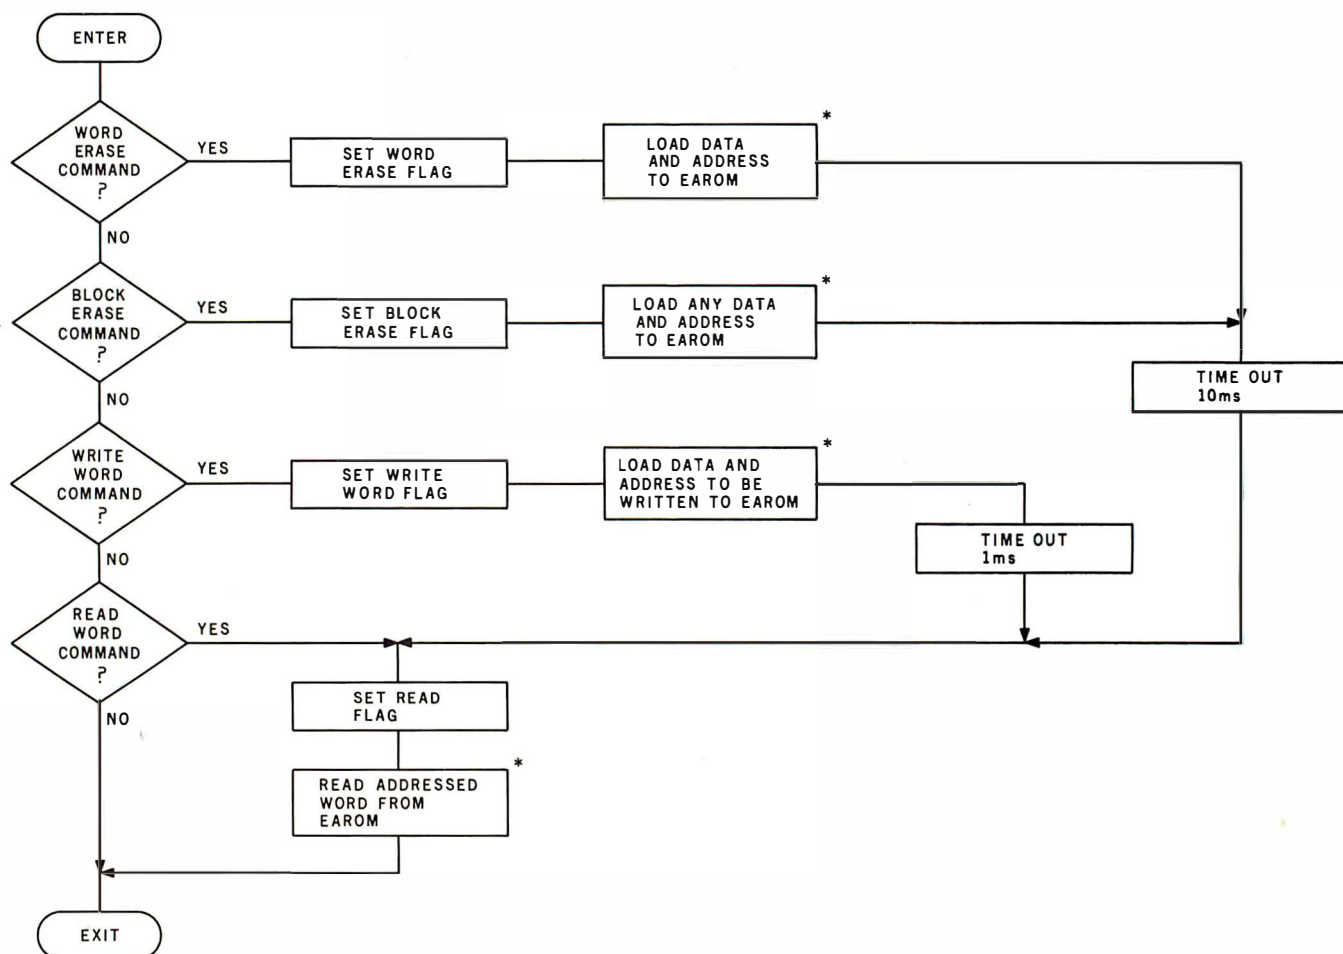 ENTER
WORD
ERASE
COMMAND
?
YES
SET WORD
ERASE FLAG
*
LOAD DATA
AND ADDRESS
TO EAROM
NO
BLOCK
ERASE
COMMAND
?
YES
SET BLOCK
ERASE FLAG
*
LOAD ANY DATA
AND ADDRESS
TO EAROM
TIME OUT
10ms
NO
WRITE
WORD
COMMAND
?
YES
SET WRITE
WORD FLAG
*
LOAD DATA AND
ADDRESS TO BE
WRITTEN TO EAROM
TIME OUT
1ms
NO
READ
WORD
COMMAND
?
YES
SET READ
FLAG
NO
*
READ ADDRESSED
WORD FROM
EAROM
EXIT